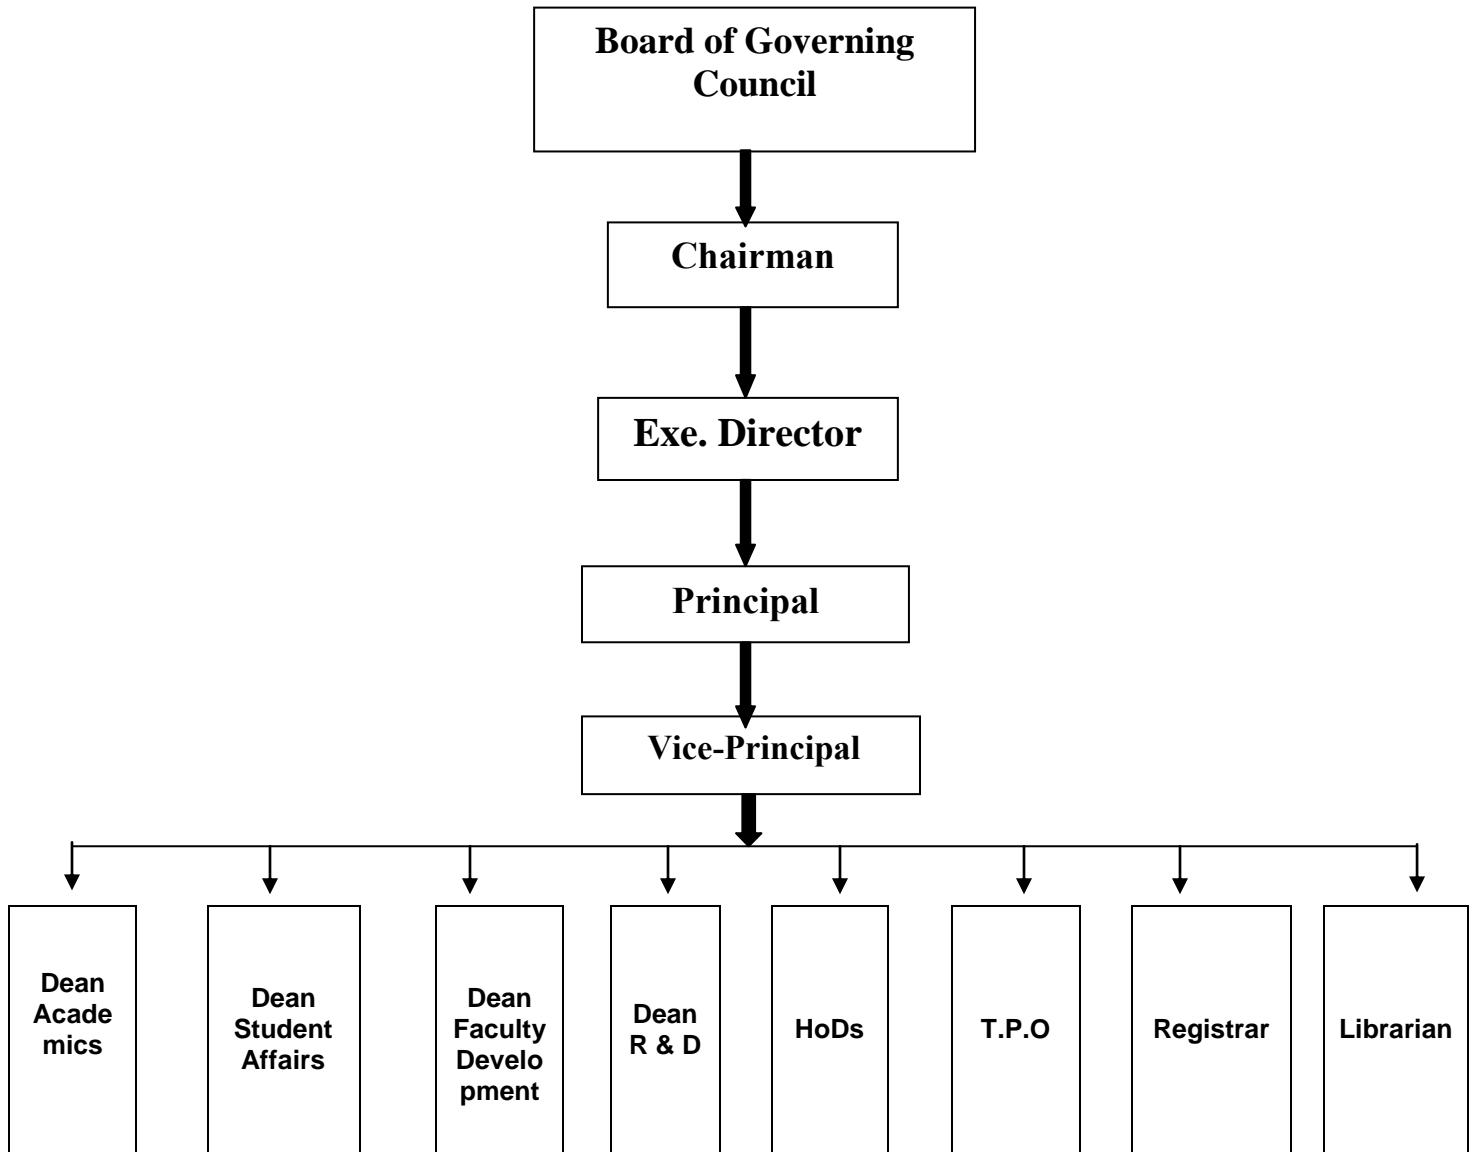 Board of Governing
Council
Chairman
Exe. Director
Principal
Vice-Principal
Dean
Acade
mics
Dean
Student
Affairs
Dean
Faculty
Develo
pment
Dean
R & D
HoDs
T.P.O
Registrar
Librarian